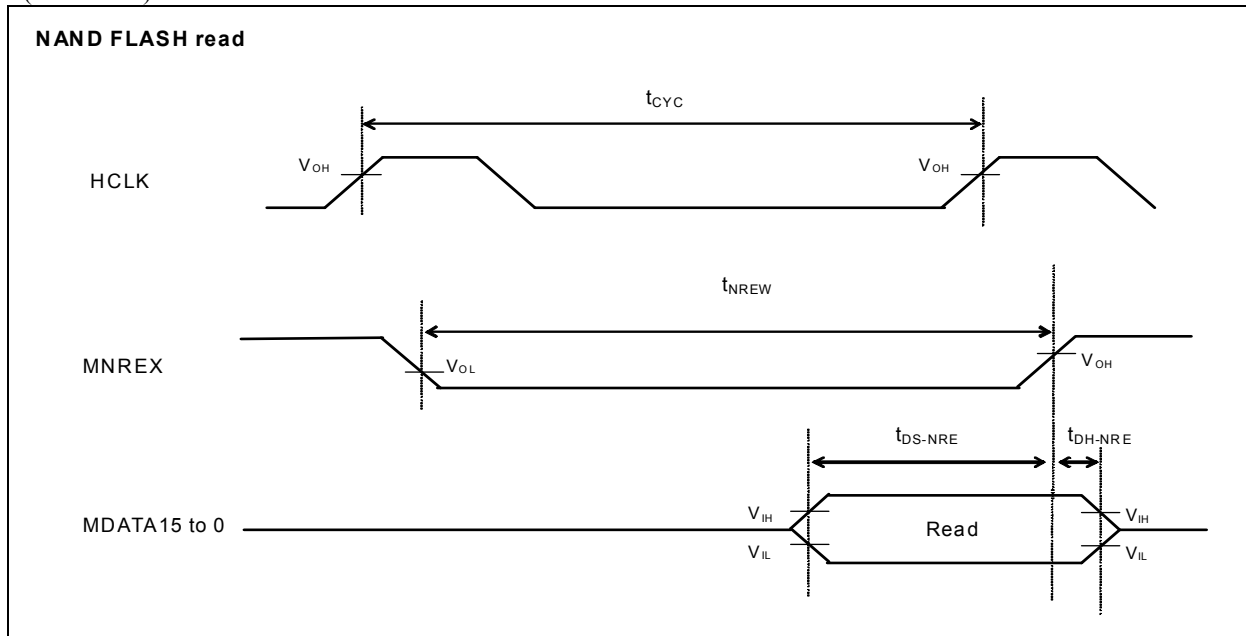 NAND FLASH read
tCYC
VOH
VOH
HCLK
tNREW
MNREX
VOL
VOH
tDS-NRE
tDH-NRE
MDATA15 to 0
VIH
VIL
Read
VIH
VIL